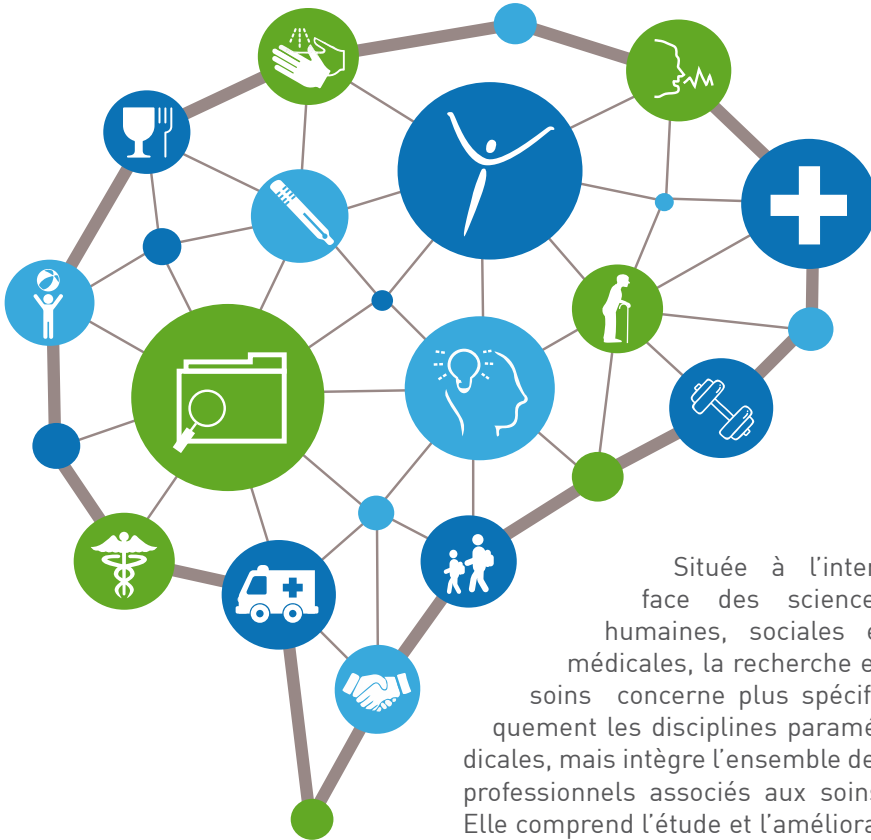 Située à l’inter
face des science
humaines, sociales e
médicales, la recherche e
soins concerne plus spécif
quement les disciplines paramé
dicales, mais intègre l’ensemble de
professionnels associés aux soins
Elle comprend l’étude et l’améliora